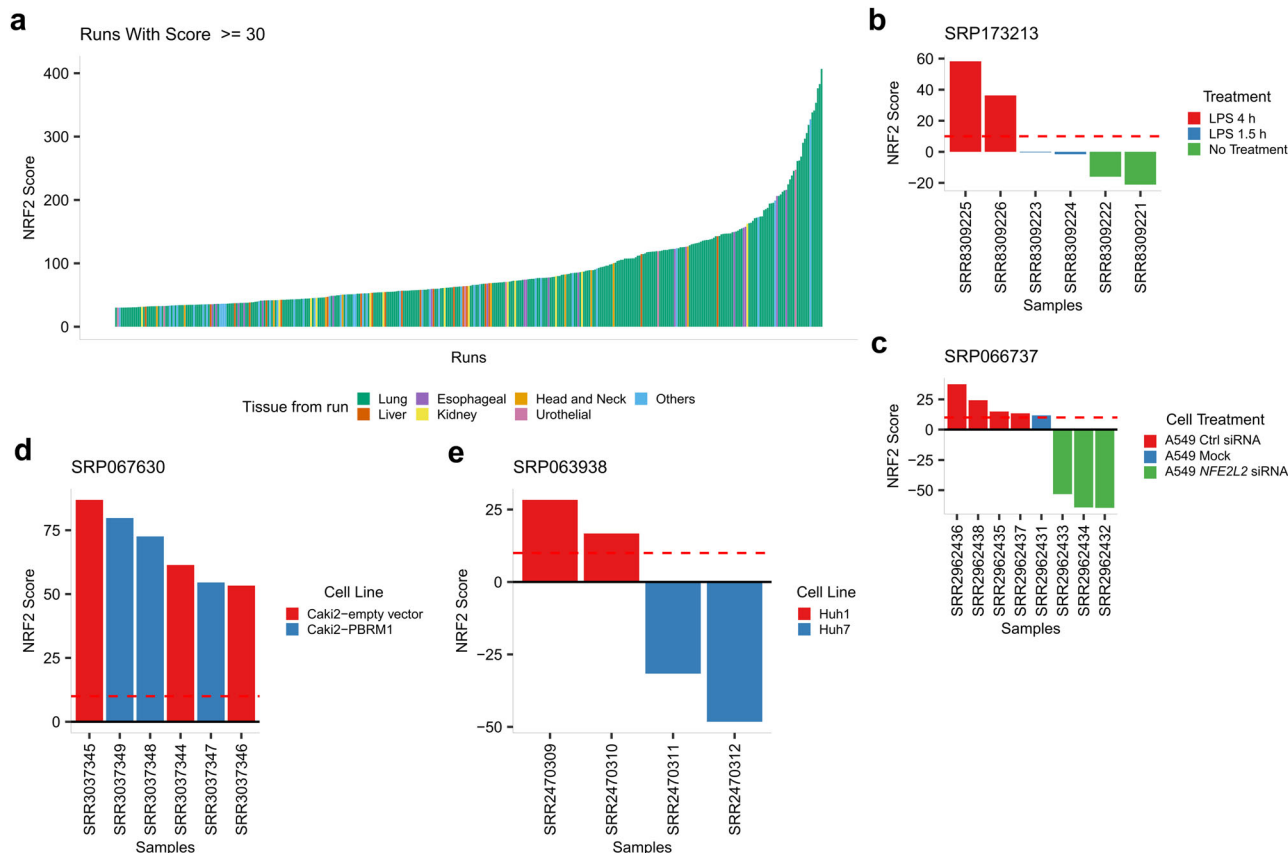 a
Runs With Score >= 30
400
300
200
100
0
NRF2 Score
Runs
Tissue from run
Lung
Esophageal
Head and Neck
Others
Liver
Kidney
Urothelial
b
SRP173213
60
40
20
0
−20
NRF2 Score
SRR8309225
SRR8309226
SRR8309223
SRR8309224
SRR8309222
SRR8309221
Samples
Treatment
LPS 4 h
LPS 1.5 h
No Treatment
c
SRP066737
25
0
−25
−50
NRF2 Score
SRR2962436
SRR2962438
SRR2962435
SRR2962437
SRR2962431
SRR2962433
SRR2962434
SRR2962432
Samples
Cell Treatment
A549 Ctrl siRNA
A549 Mock
A549 NFE2L2 siRNA
d
SRP067630
75
50
25
0
NRF2 Score
SRR3037345
SRR3037349
SRR3037348
SRR3037344
SRR3037347
SRR3037346
Samples
Cell Line
Caki2−empty vector
Caki2−PBRM1
e
SRP063938
25
0
−25
−50
NRF2 Score
SRR2470309
SRR2470310
SRR2470311
SRR2470312
Samples
Cell Line
Huh1
Huh7